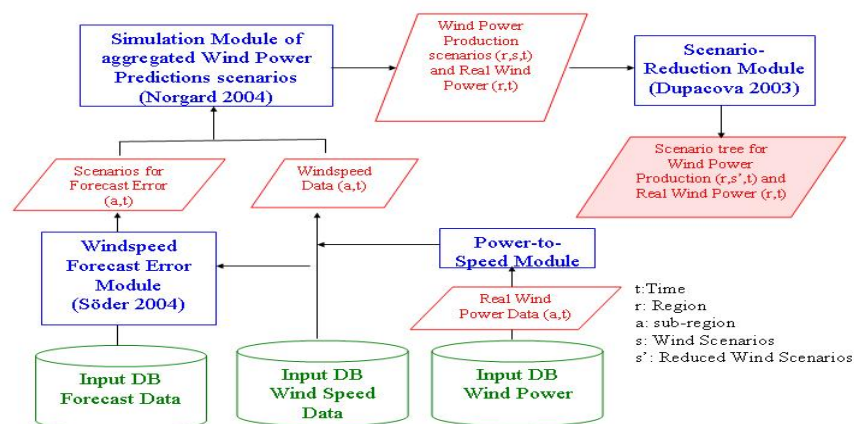 Simulation Module of
aggregated Wind Power
Predictions scenarios
(Norgard 2004)
Wind Power
Production
scenarios (r,s,t)
and Real Wind
Power (r,t)
Scenario-
Reduction Module
(Dupacova 2003)
Scenarios for
Forecast Error
(a,t)
Windspeed
Data (a,t)
Scenario tree for
Wind Power
Production (r,s',t) and
Real Wind Power (r,t)
Windspeed
Forecast Error
Module
(Söder 2004)
Power-to-
Speed Module
Real Wind
Power Data (a,t)
t:Time
r: Region
a: sub-region
s: Wind Scenarios
s': Reduced Wind Scenarios
Input DB
Forecast Data
Input DB
Wind Speed
Data
Input DB
Wind Power